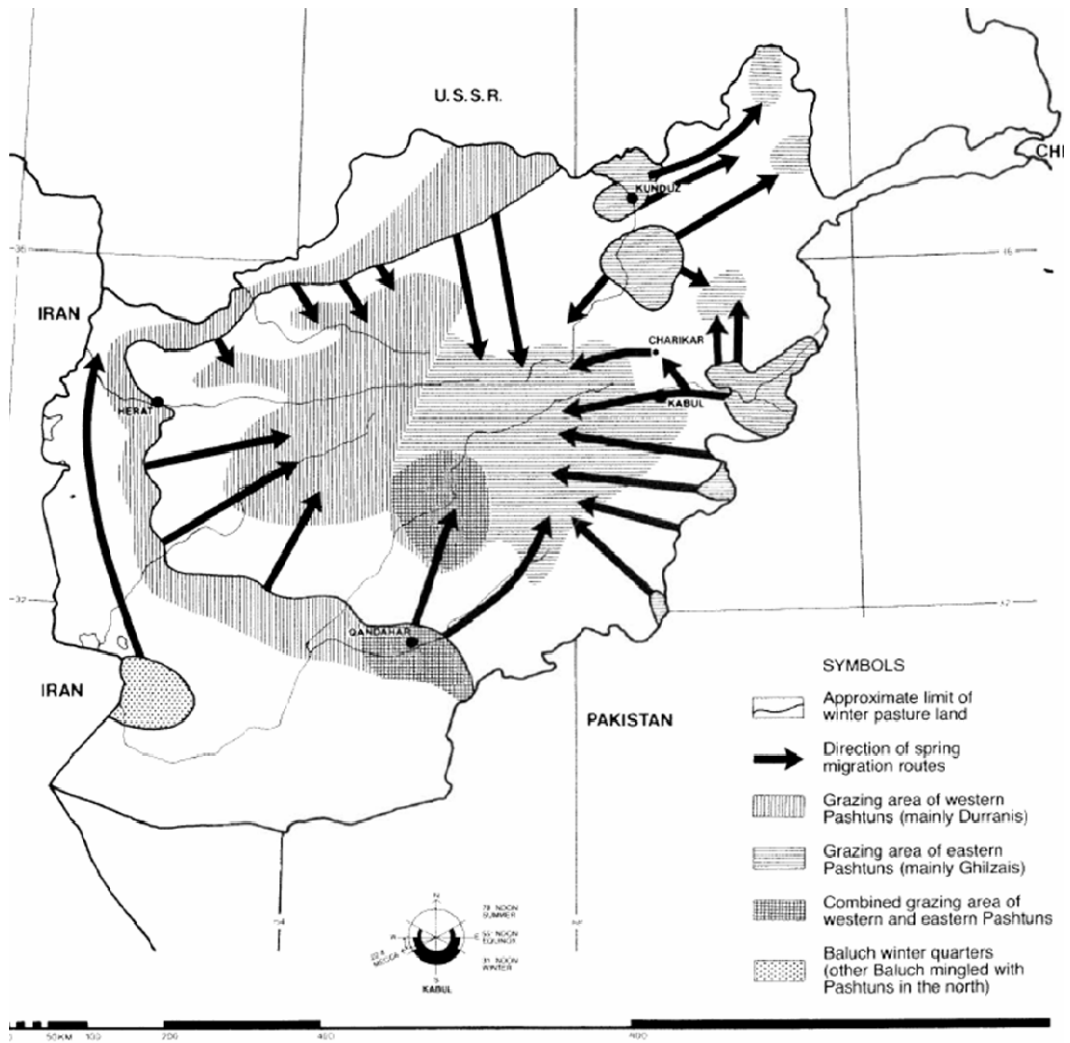 U.S.S.R.
CHI
KUNDUZ
36
IRAN
CHARIKAR
HERAT
KABUL
32
QANDAHAR
IRAN
PAKISTAN
SYMBOLS
Approximate limit of
winter pasture land
Direction of spring
migration routes
Grazing area of western
Pashtuns (mainly Durranis)
Grazing area of eastern
Pashtuns (mainly Ghilzais)
Combined grazing area of
western and eastern Pashtuns
Baluch winter quarters
(other Baluch mingled with
Pashtuns in the north)
N
NOON
SUMMER
W
E
NOON
EQUINOX
MECCA
NOON
WINTER
S
KABUL
0
50KM
100
200
400
800